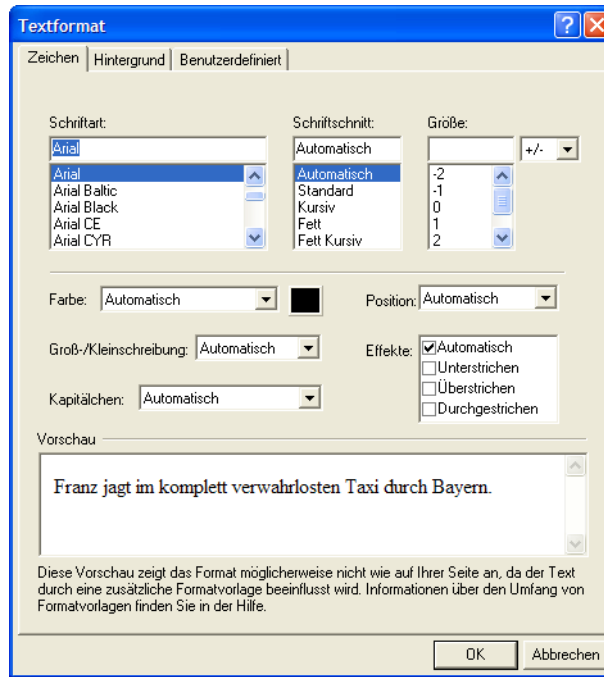 Textformat
Zeichen Hintergrund Benutzerdefiniert
Schriftart: Schriftschnitt: Größe:
Arial Automatisch +/-
Arial Automatisch -2
Arial Baltic Standard -1
Arial Black Kursiv 0
Arial CE Fett 1
Arial CYR Fett Kursiv 2
Farbe: Automatisch Position: Automatisch
Groß-/Kleinschreibung: Automatisch Effekte: Automatisch
Unterstrichen
Überstrichen
Kapitälchen: Automatisch Durchgestrichen
Vorschau
Franz jagt im komplett verwahrlosten Taxi durch Bayern.
Diese Vorschau zeigt das Format möglicherweise nicht wie auf Ihrer Seite an, da der Text
durch eine zusätzliche Formatvorlage beeinflusst wird. Informationen über den Umfang von
Formatvorlagen finden Sie in der Hilfe.
OK Abbrechen